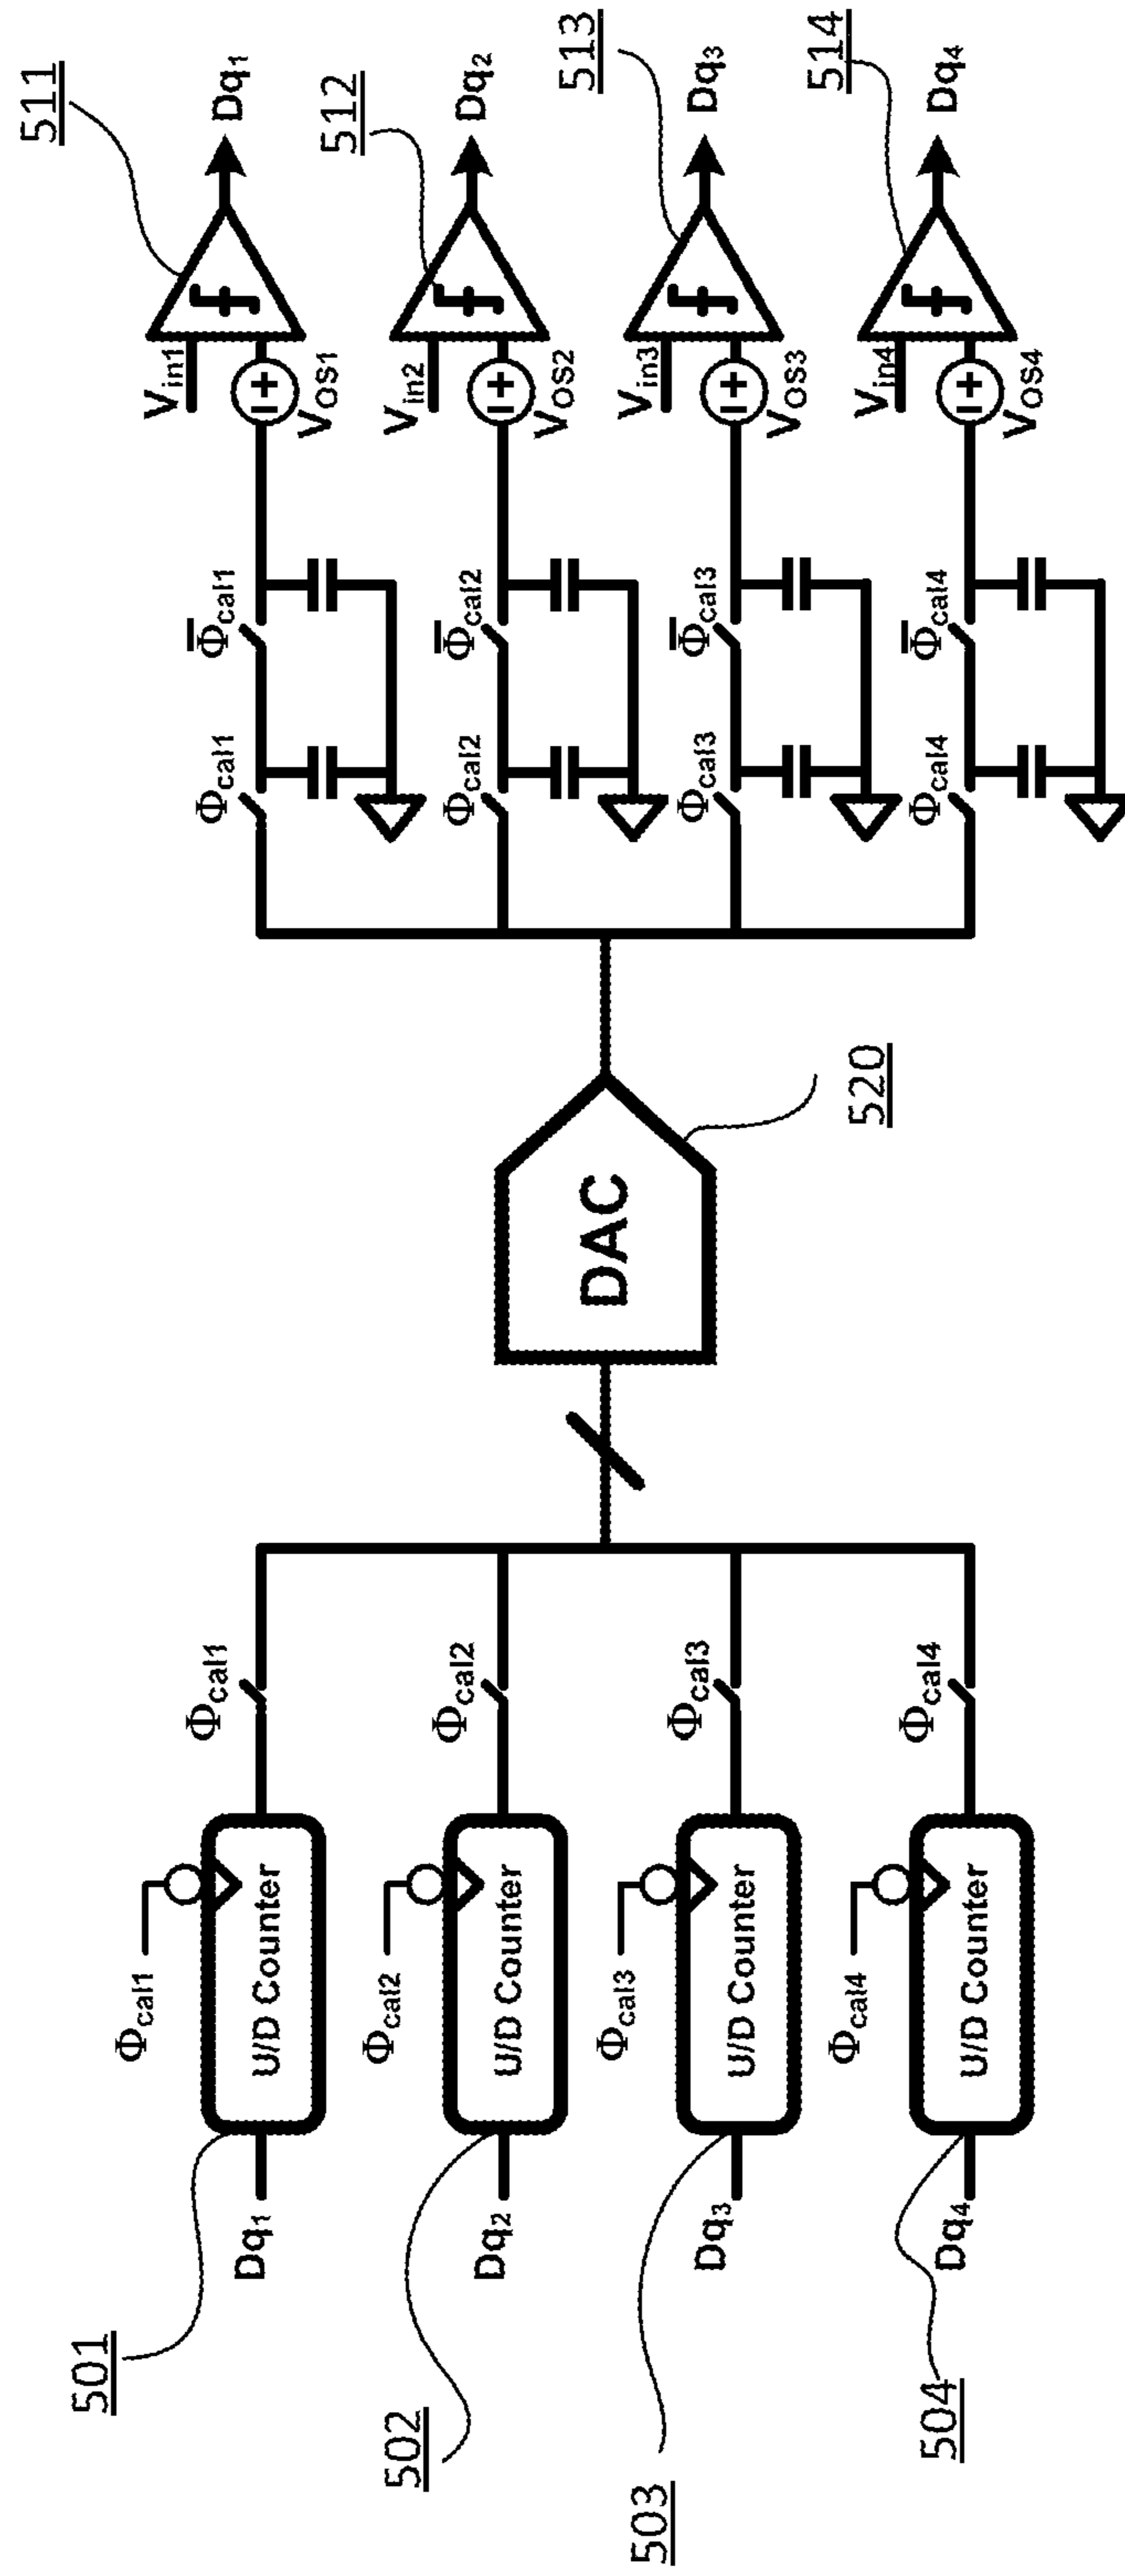 501
Dq1
Φcal1
U/D Counter
Φcal1
502
Dq2
Φcal2
U/D Counter
Φcal2
503
Dq3
Φcal3
U/D Counter
Φcal3
504
Dq4
Φcal4
U/D Counter
Φcal4
DAC
520
Φcal1
Φ̄cal1
Vin1
VOS1
- +
Dq1
511
Φcal2
Φ̄cal2
Vin2
VOS2
- +
Dq2
512
Φcal3
Φ̄cal3
Vin3
VOS3
- +
Dq3
513
Φcal4
Φ̄cal4
Vin4
VOS4
- +
Dq4
514